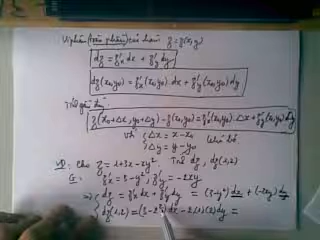 Vi phân (toàn phần) của hàm z = z(x,y)
dz = z'x dx + z'y dy
dz(x0,y0) = z'x(x0,y0) dx + z'y(x0,y0) dy
z(x0+Δx, y0+Δy) - z(x0,y0) ≈ z'x(x0,y0) Δx + z'y(x0,y0) Δy
Với { Δx = x - x0
Δy = y - y0
VD: Cho z = 1+3x - xy². Tính dz, dz(1,2)
G: z'x = 3 - y², z'y = -2xy
=> { dz = z'x dx + z'y dy = (3-y²) dx + (-2xy) dy
dz(1,2) = (3-2²) dx - 2(1)(2) dy =